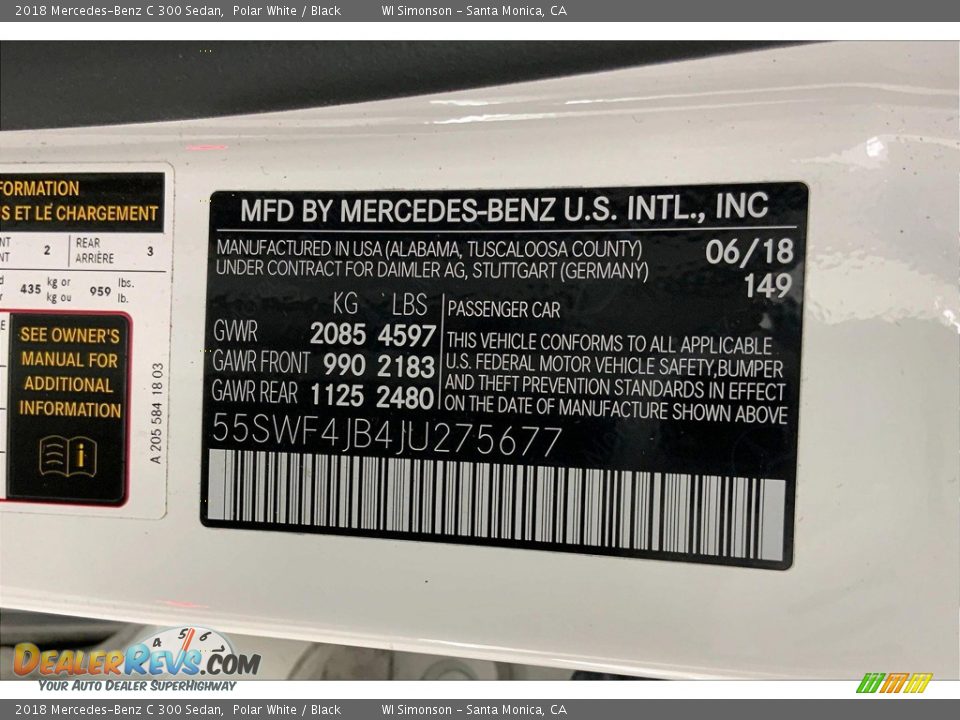 2018 Mercedes-Benz C 300 Sedan, Polar White / Black WI Simonson - Santa Monica, CA
FORMATION
S ET LE CHARGEMENT
NT 2 REAR 3
NT ARRIÈRE
435 kg or 959 lbs.
kg ou lb.
SEE OWNER'S
MANUAL FOR
ADDITIONAL
INFORMATION
i
A 205 584 18 03
MFD BY MERCEDES-BENZ U.S. INTL., INC
MANUFACTURED IN USA (ALABAMA, TUSCALOOSA COUNTY) 06/18
UNDER CONTRACT FOR DAIMLER AG, STUTTGART (GERMANY) 149
KG LBS
GVWR 2085 4597
GAWR FRONT 990 2183
GAWR REAR 1125 2480
PASSENGER CAR
THIS VEHICLE CONFORMS TO ALL APPLICABLE
U.S. FEDERAL MOTOR VEHICLE SAFETY,BUMPER
AND THEFT PREVENTION STANDARDS IN EFFECT
ON THE DATE OF MANUFACTURE SHOWN ABOVE
55SWF4JB4JU275677
4 5 6 7
DEALERREVS.COM
YOUR AUTO DEALER SUPERHIGHWAY
2018 Mercedes-Benz C 300 Sedan, Polar White / Black WI Simonson - Santa Monica, CA